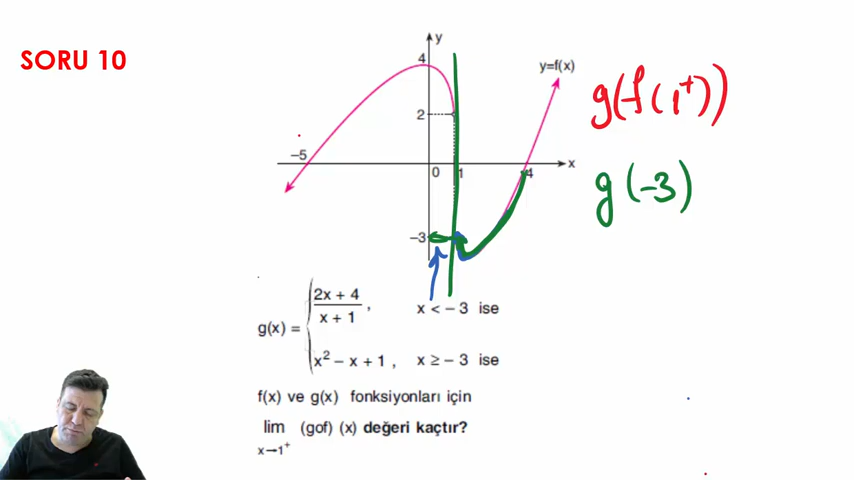 SORU 10
y
4
y=f(x)
g(f(1⁺))
2
-5
0 1 4 x
g(-3)
-3
g(x) = { 2x + 4 / x + 1 , x < - 3 ise
x² - x + 1 , x ≥ - 3 ise
f(x) ve g(x) fonksiyonları için
lim (gof) (x) değeri kaçtır?
x→1⁺